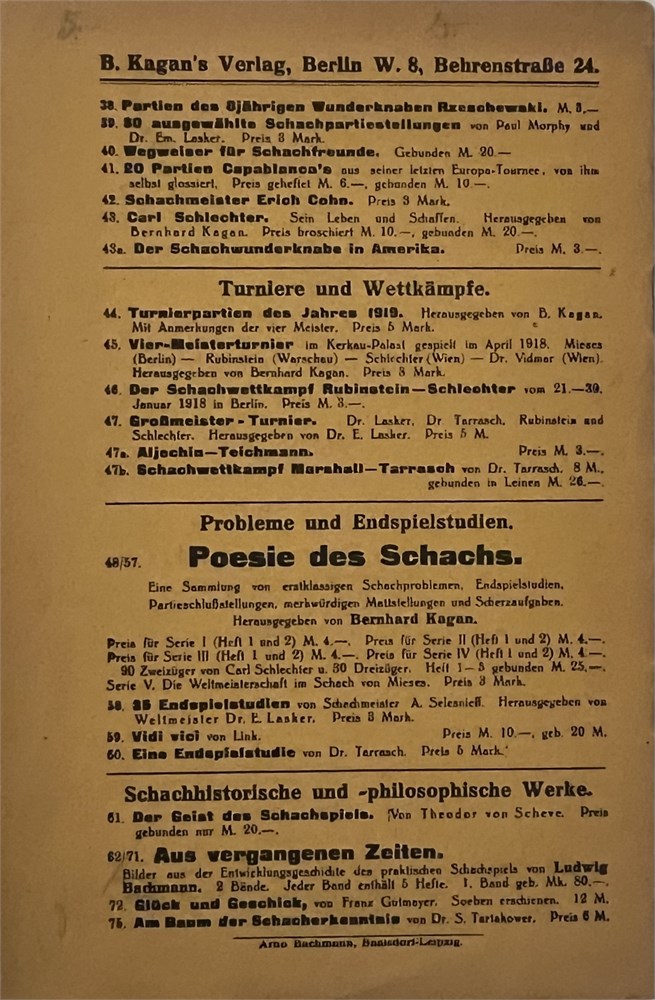 B. Kagan's Verlag, Berlin W. 8, Behrenstraße 24.
38. Partien des 8jährigen Wunderknaben Rzeschewski. M. 3,—
39. 80 ausgewählte Schachpartiestellungen von Paul Morphy und
Dr. Em. Lasker. Preis 3 Mark.
40. Wegweiser für Schachfreunde. Gebunden M. 20.—
41. 20 Partien Capablanca's aus seiner letzten Europa-Tournee, von ihm
selbst glossiert. Preis geheftet M. 6.—, gebunden M. 10.—.
42. Schachmeister Erich Cohn. Preis 3 Mark.
43. Carl Schlechter. Sein Leben und Schaffen. Herausgegeben von
Bernhard Kagan. Preis broschiert M. 10.—, gebunden M. 20.—.
43a. Der Schachwunderknabe in Amerika. Preis M. 3.—.
Turniere und Wettkämpfe.
44. Turnierpartien des Jahres 1919. Herausgegeben von B. Kagan.
Mit Anmerkungen der vier Meister. Preis 5 Mark.
45. Vier-Meisterturnier im Kerkau-Palast gespielt im April 1918. Mieses
(Berlin) — Rubinstein (Warschau) — Schlechter (Wien) — Dr. Vidmar (Wien).
Herausgegeben von Bernhard Kagan. Preis 3 Mark.
46. Der Schachwettkampf Rubinstein—Schlechter vom 21.—30.
Januar 1918 in Berlin. Preis M. 3.—.
47. Großmeister-Turnier. Dr. Lasker, Dr Tarrasch, Rubinstein und
Schlechter. Herausgegeben von Dr. E. Lasker. Preis 5 M.
47a. Aljechin—Teichmann. Preis M. 3.—.
47b. Schachwettkampf Marshall—Tarrasch von Dr. Tarrasch. 8 M.,
gebunden in Leinen M. 26.—.
Probleme und Endspielstudien.
48/57. Poesie des Schachs.
Eine Sammlung von erstklassigen Schachproblemen, Endspielstudien,
Partieschlußstellungen, merkwürdigen Mattstellungen und Scherzaufgaben.
Herausgegeben von Bernhard Kagan.
Preis für Serie I (Heft 1 und 2) M. 4.—. Preis für Serie II (Heft 1 und 2) M. 4.—.
Preis für Serie III (Heft 1 und 2) M. 4.—. Preis für Serie IV (Heft 1 und 2) M. 4.—.
90 Zweizüger von Carl Schlechter u. 30 Dreizüger. Heft 1—5 gebunden M. 25.—.
Serie V. Die Weltmeisterschaft im Schach von Mieses. Preis 3 Mark.
58. 35 Endspielstudien von Schachmeister A. Selesnieff. Herausgegeben von
Weltmeister Dr. E. Lasker. Preis 3 Mark.
59. Vidi vici von Link. Preis M. 10.—, geb. 20 M.
60. Eine Endspielstudie von Dr. Tarrasch. Preis 5 Mark.
Schachhistorische und -philosophische Werke.
61. Der Geist des Schachspiels. Von Theodor von Scheve. Preis
gebunden nur M. 20.—.
62/71. Aus vergangenen Zeiten.
Bilder aus der Entwicklungsgeschichte des praktischen Schachspiels von Ludwig
Bachmann. 2 Bände. Jeder Band enthält 5 Hefte. 1. Band geb. Mk. 80.—.
72. Glück und Geschick, von Franz Gutmayer. Soeben erschienen. 12 M.
75. Am Baum der Schacherkenntnis von Dr. S. Tartakower. Preis 6 M.
Arno Bachmann, Baalsdorf-Leipzig.